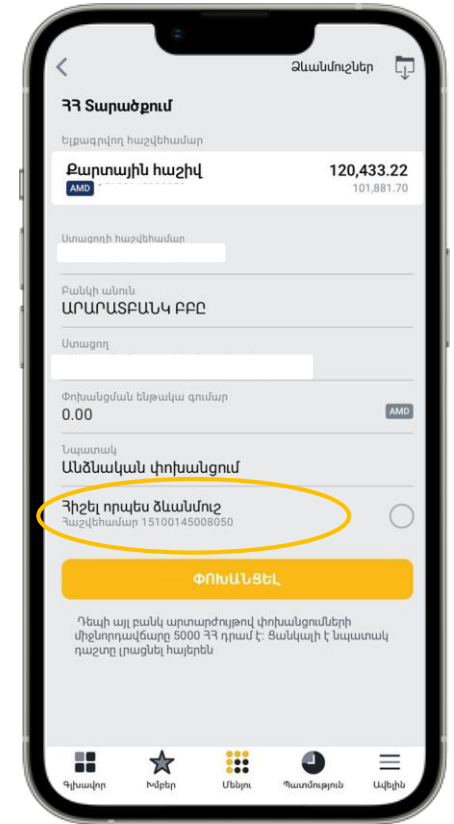 Ձևանմուշներ
ՀՀ Տարածքում
Ելքագրվող հաշվեհամար
Քարտային հաշիվ 120,433.22
AMD 101,881.70
Ստացողի հաշվեհամար
Բանկի անուն
ԱՐԱՐԱՏԲԱՆԿ ԲԲԸ
Ստացող
Փոխանցման ենթակա գումար
0.00 AMD
Նպատակ
Անձնական փոխանցում
Հիշել որպես ձևանմուշ
Հաշվեհամար 15100145008050
ՓՈԽԱՆՑԵԼ
Դեպի այլ բանկ արտարժույթով փոխանցումների
միջնորդավճարը 5000 ՀՀ դրամ է: Ցանկալի է նպատակ
դաշտը լրացնել հայերեն
Գլխավոր Խմբեր Մենյու Պատմություն Ավելին